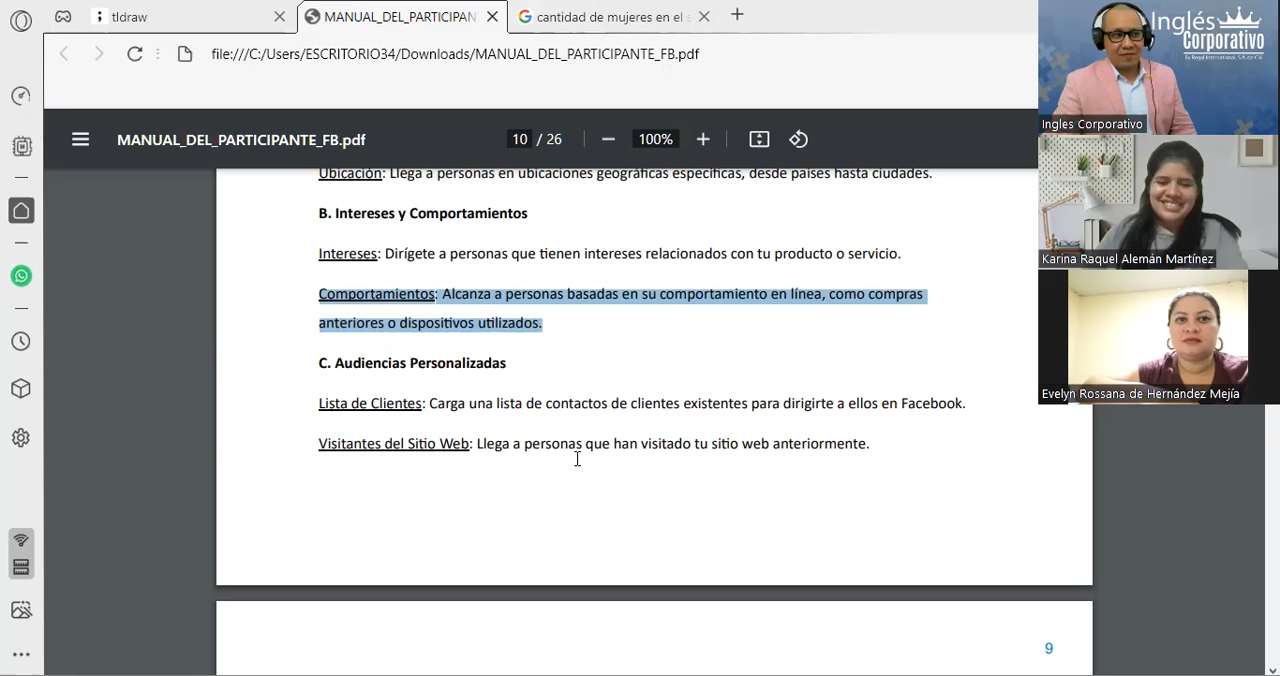 tldraw
MANUAL_DEL_PARTICIPAN
cantidad de mujeres en el s
file:///C:/Users/ESCRITORIO34/Downloads/MANUAL_DEL_PARTICIPANTE_FB.pdf
MANUAL_DEL_PARTICIPANTE_FB.pdf
10 / 26
100%
Ubicación: Llega a personas en ubicaciones geográficas específicas, desde países hasta ciudades.
B. Intereses y Comportamientos
Intereses: Dirígete a personas que tienen intereses relacionados con tu producto o servicio.
Comportamientos: Alcanza a personas basadas en su comportamiento en línea, como compras
anteriores o dispositivos utilizados.
C. Audiencias Personalizadas
Lista de Clientes: Carga una lista de contactos de clientes existentes para dirigirte a ellos en Facebook.
Visitantes del Sitio Web: Llega a personas que han visitado tu sitio web anteriormente.
9
Inglés
Corporativo
By Regal International, S.A. de C.V.
Ingles Corporativo
Karina Raquel Alemán Martínez
Evelyn Rossana de Hernández Mejía